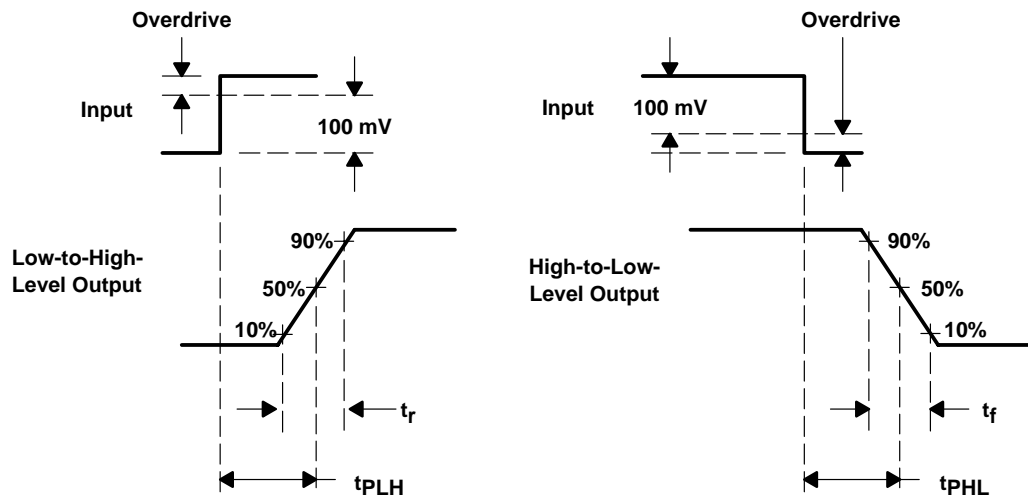 Overdrive
Overdrive
Input
100 mV
Input
100 mV
Low-to-High-
Level Output
90%
50%
10%
High-to-Low-
Level Output
90%
50%
10%
tr
tf
tPLH
tPHL